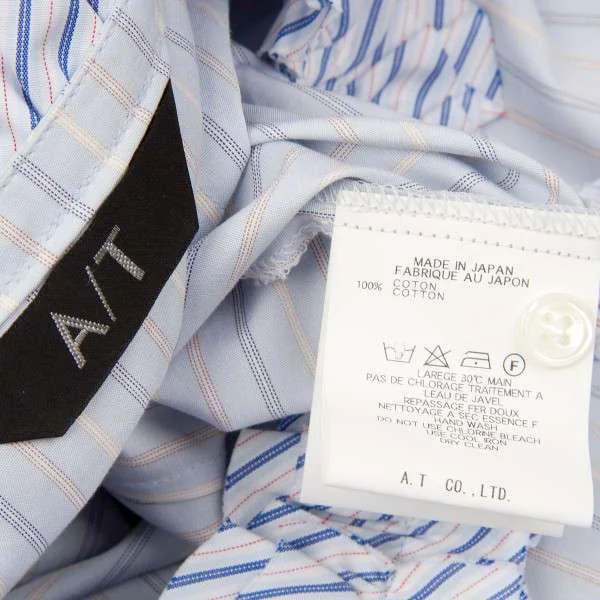 A/T
MADE IN JAPAN
FABRIQUE AU JAPON
100% COTON
COTTON
F
LAREGE 30°C MAIN
PAS DE CHLORAGE TRAITEMENT A
LEAU DE JAVEL
REPASSAGE FER DOUX
NETTOYAGE A SEC ESSENCE F
HAND WASH
DO NOT USE CHLORINE BLEACH
USE COOL IRON
DRY CLEAN
A.T CO.,LTD.